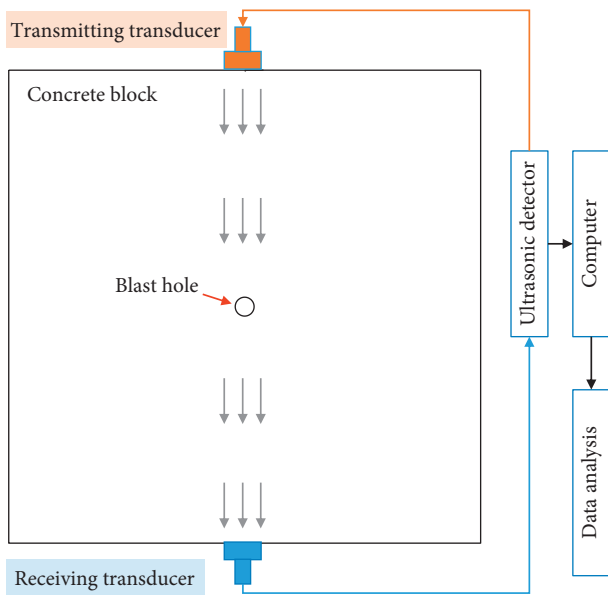 Transmitting transducer
Concrete block
Blast hole
Receiving transducer
Ultrasonic detector
Computer
Data analysis